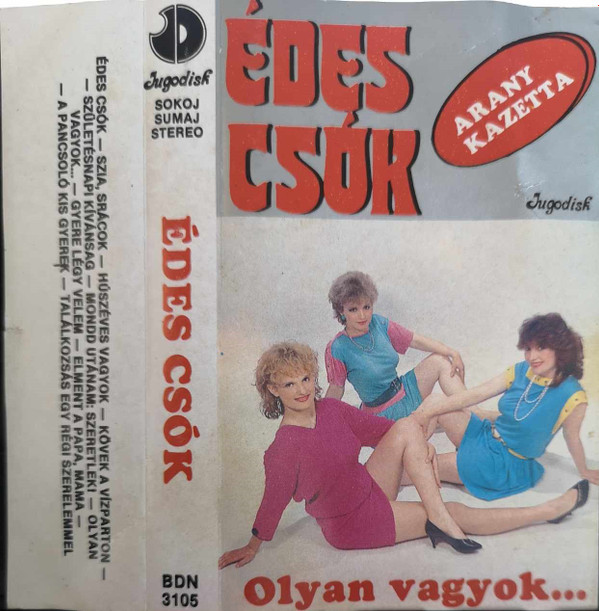 ÉDES CSÓK — SZIA, SRÁCOK — HÚSZÉVES VAGYOK — KÖVEK A VÍZPARTON —
— SZÜLETÉSNAPI KÍVÁNSAG — MONDD UTÁNAM: SZERETLEK! — OLYAN
VAGYOK... — GYERE LÉGY VELEM — ELMENT A PAPA, MAMA —
— A PANCSOLÓ KIS GYEREK — TALÁLKOZSÁS EGY RÉGI SZERELEMMEL
Jugodisk
SOKOJ
SUMAJ
STEREO
ÉDES CSÓK
BDN
3105
ÉDES
CSÓK
ARANY
KAZETTA
Jugodisk
Olyan vagyok...